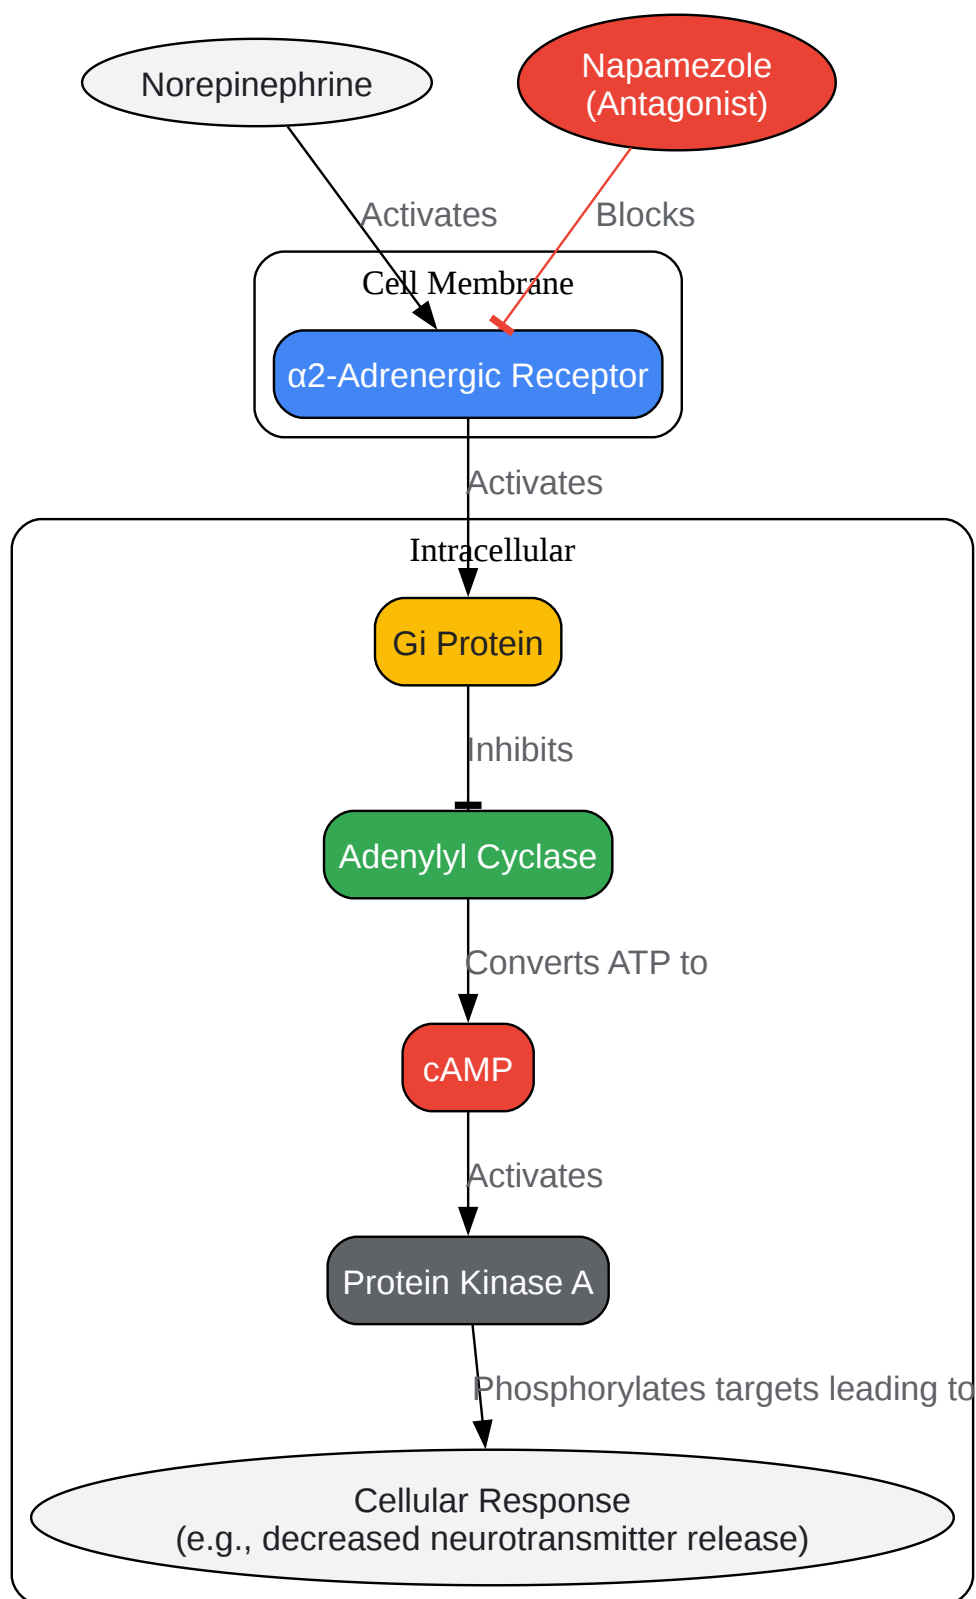 Norepinephrine
Napamezole
(Antagonist)
Activates
Blocks
Cell Membrane
α2-Adrenergic Receptor
Activates
Intracellular
Gi Protein
Inhibits
Adenylyl Cyclase
Converts ATP to
cAMP
Activates
Protein Kinase A
Phosphorylates targets leading to
Cellular Response
(e.g., decreased neurotransmitter release)